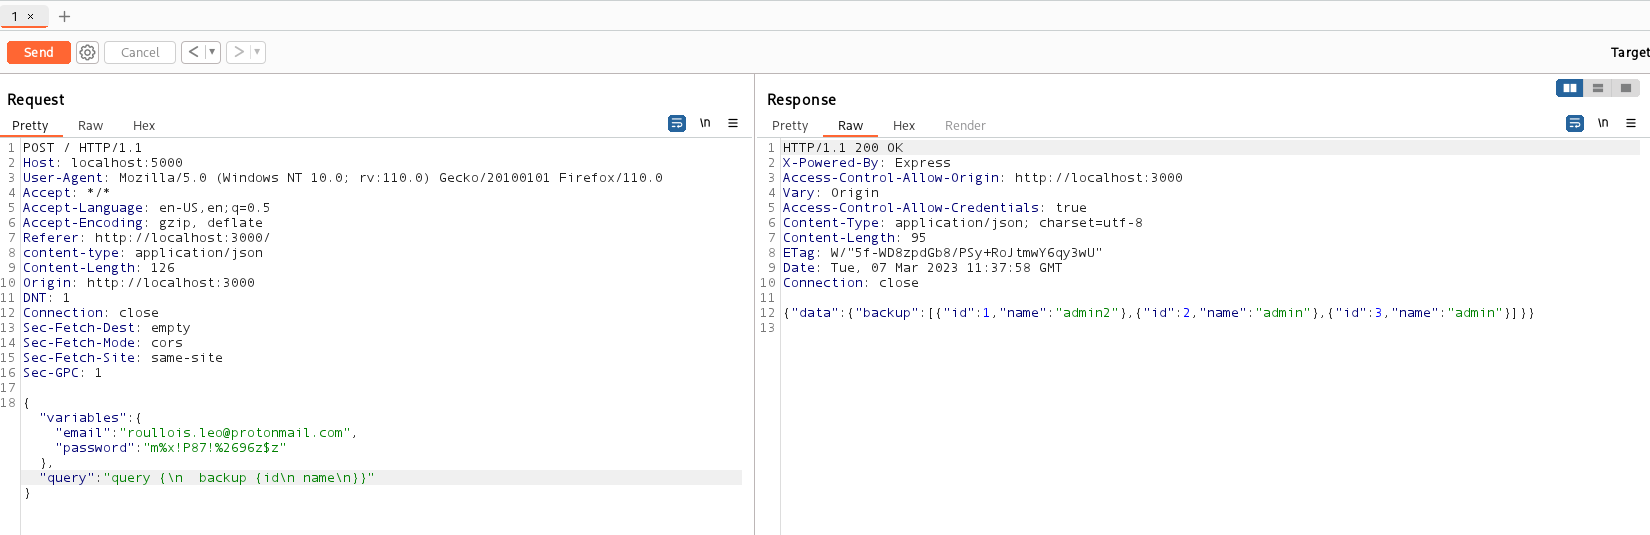 1 ×
+
Send Cancel < >
Target
Request
Pretty Raw Hex
\n
1 POST / HTTP/1.1
2 Host: localhost:5000
3 User-Agent: Mozilla/5.0 (Windows NT 10.0; rv:110.0) Gecko/20100101 Firefox/110.0
4 Accept: */*
5 Accept-Language: en-US,en;q=0.5
6 Accept-Encoding: gzip, deflate
7 Referer: http://localhost:3000/
8 content-type: application/json
9 Content-Length: 126
10 Origin: http://localhost:3000
11 DNT: 1
12 Connection: close
13 Sec-Fetch-Dest: empty
14 Sec-Fetch-Mode: cors
15 Sec-Fetch-Site: same-site
16 Sec-GPC: 1
17
18 {
"variables":{
"email":"roullois.leo@protonmail.com",
"password":"m%x!P87!%2696z$z"
},
"query":"query {\n  backup {id\n name\n}}"
}
Response
Pretty Raw Hex Render
\n
1 HTTP/1.1 200 OK
2 X-Powered-By: Express
3 Access-Control-Allow-Origin: http://localhost:3000
4 Vary: Origin
5 Access-Control-Allow-Credentials: true
6 Content-Type: application/json; charset=utf-8
7 Content-Length: 95
8 ETag: W/"5f-WD8zpdGb8/PSy+RoJtmwY6qy3wU"
9 Date: Tue, 07 Mar 2023 11:37:58 GMT
10 Connection: close
11
12 {"data":{"backup":[{"id":1,"name":"admin2"},{"id":2,"name":"admin"},{"id":3,"name":"admin"}]}}
13